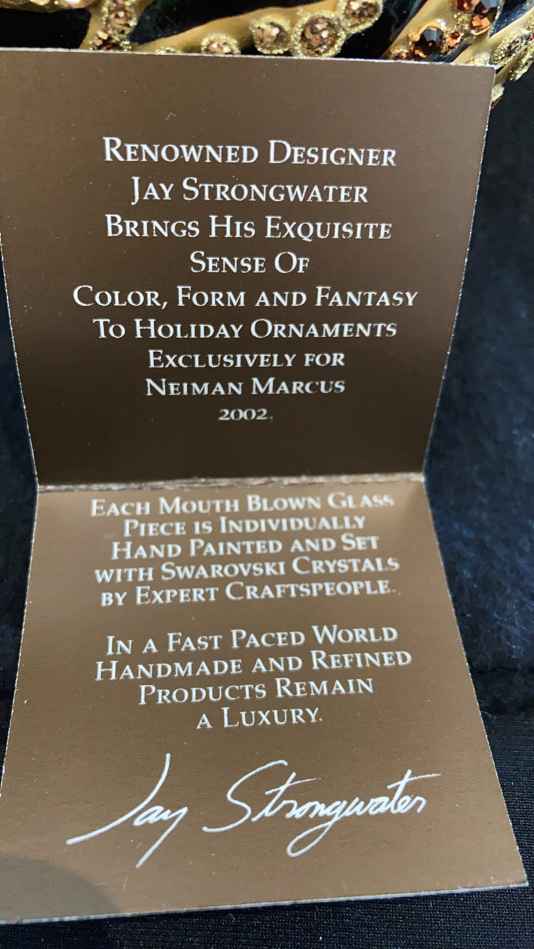 RENOWNED DESIGNER
JAY STRONGWATER
BRINGS HIS EXQUISITE
SENSE OF
COLOR, FORM AND FANTASY
TO HOLIDAY ORNAMENTS
EXCLUSIVELY FOR
NEIMAN MARCUS
2002.
EACH MOUTH BLOWN GLASS
PIECE IS INDIVIDUALLY
HAND PAINTED AND SET
WITH SWAROVSKI CRYSTALS
BY EXPERT CRAFTSPEOPLE.
IN A FAST PACED WORLD
HANDMADE AND REFINED
PRODUCTS REMAIN
A LUXURY.
Jay Strongwater